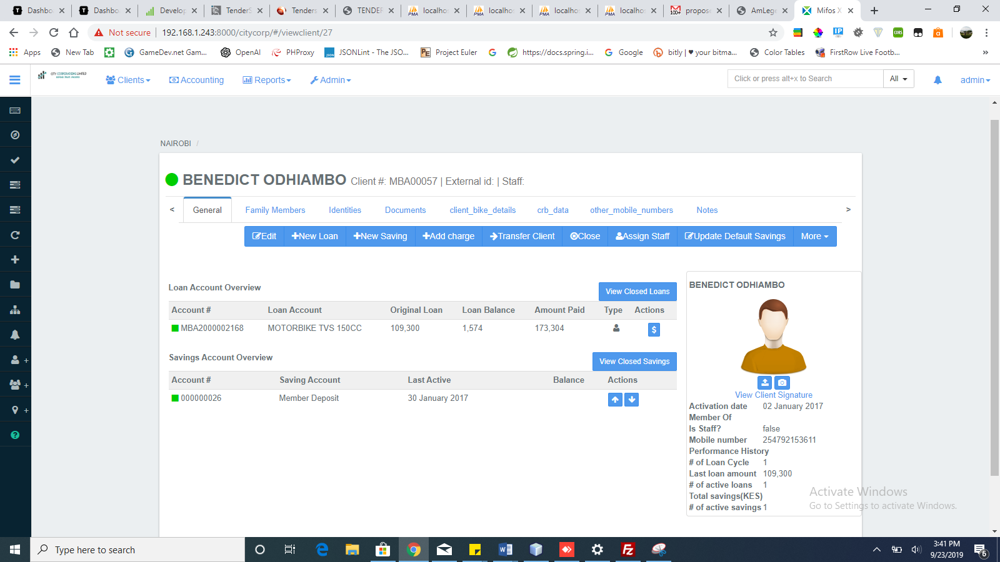 Dashbo
Dashbo
Develop
TenderS
Tenders
TENDER
localho
localho
localho
localho
propose
AmLeg
Mifos X
Not secure
192.168.1.243:8000/citycorp/#/viewclient/27
Apps
New Tab
GameDev.net Gam...
OpenAI
PHProxy
JSONLint - The JSO...
Project Euler
https://docs.spring.i...
Google
bitly | ♥ your bitma...
Color Tables
FirstRow Live Footb...
»
CITY CORPORATIONS LIMITED
Clients
Accounting
Reports
Admin
Click or press alt+x to Search
All
admin
NAIROBI /
BENEDICT ODHIAMBO Client #: MBA00057 | External id: | Staff:
< General Family Members Identities Documents client_bike_details crb_data other_mobile_numbers Notes >
Edit +New Loan +New Saving +Add charge Transfer Client Close Assign Staff Update Default Savings More
Loan Account Overview
View Closed Loans
Account # Loan Account Original Loan Loan Balance Amount Paid Type Actions
MBA2000002168 MOTORBIKE TVS 150CC 109,300 1,574 173,304 $
Savings Account Overview
View Closed Savings
Account # Saving Account Last Active Balance Actions
000000026 Member Deposit 30 January 2017
BENEDICT ODHIAMBO
View Client Signature
Activation date 02 January 2017
Member Of
Is Staff? false
Mobile number 254792153611
Performance History
# of Loan Cycle 1
Last loan amount 109,300
# of active loans 1
Total savings(KES)
# of active savings 1
Activate Windows
Go to Settings to activate Windows.
Type here to search
3:41 PM
9/23/2019
6